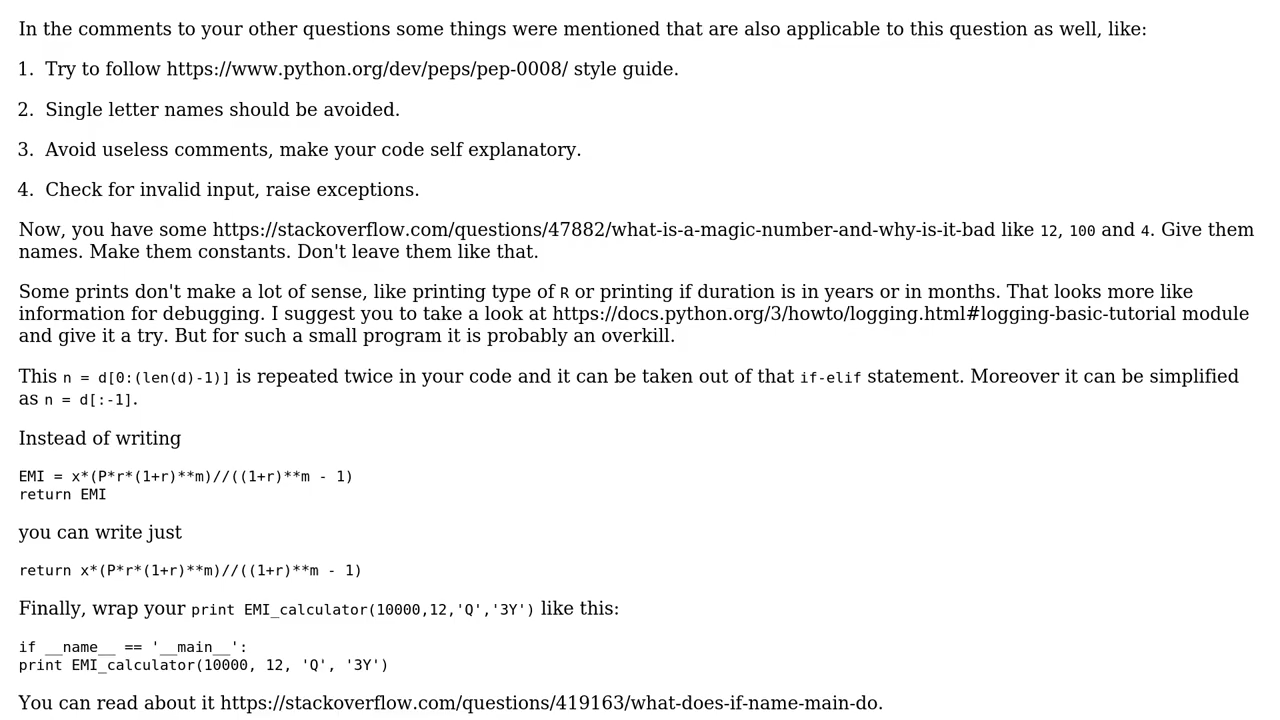 In the comments to your other questions some things were mentioned that are also applicable to this question as well, like:
1. Try to follow https://www.python.org/dev/peps/pep-0008/ style guide.
2. Single letter names should be avoided.
3. Avoid useless comments, make your code self explanatory.
4. Check for invalid input, raise exceptions.
Now, you have some https://stackoverflow.com/questions/47882/what-is-a-magic-number-and-why-is-it-bad like 12, 100 and 4. Give them
names. Make them constants. Don't leave them like that.
Some prints don't make a lot of sense, like printing type of R or printing if duration is in years or in months. That looks more like
information for debugging. I suggest you to take a look at https://docs.python.org/3/howto/logging.html#logging-basic-tutorial module
and give it a try. But for such a small program it is probably an overkill.
This n = d[0:(len(d)-1)] is repeated twice in your code and it can be taken out of that if-elif statement. Moreover it can be simplified
as n = d[:-1].
Instead of writing
EMI = x*(P*r*(1+r)**m)//((1+r)**m - 1)
return EMI
you can write just
return x*(P*r*(1+r)**m)//((1+r)**m - 1)
Finally, wrap your print EMI_calculator(10000,12,'Q','3Y') like this:
if __name__ == '__main__':
print EMI_calculator(10000, 12, 'Q', '3Y')
You can read about it https://stackoverflow.com/questions/419163/what-does-if-name-main-do.